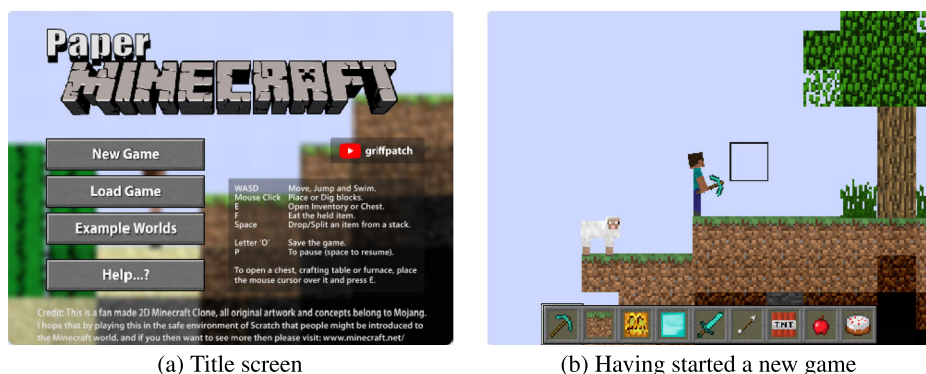 Paper
MINECRAFT
New Game
Load Game
Example Worlds
Help...?
griffpatch
WASD Move, Jump and Swim.
Mouse Click Place or Dig blocks.
E Open Inventory or Chest.
F Eat the held item.
Space Drop/Split an item from a stack.
Letter 'O' Save the game.
P To pause (space to resume).
To open a chest, crafting table or furnace, place
the mouse cursor over it and press E.
Credit: This is a fan made 2D Minecraft Clone, all original artwork and concepts belong to Mojang.
I hope that by playing this in the safe environment of Scratch that people might be introduced to
the Minecraft world, and if you then want to see more then please visit: www.minecraft.net/
(a) Title screen
TNT
(b) Having started a new game